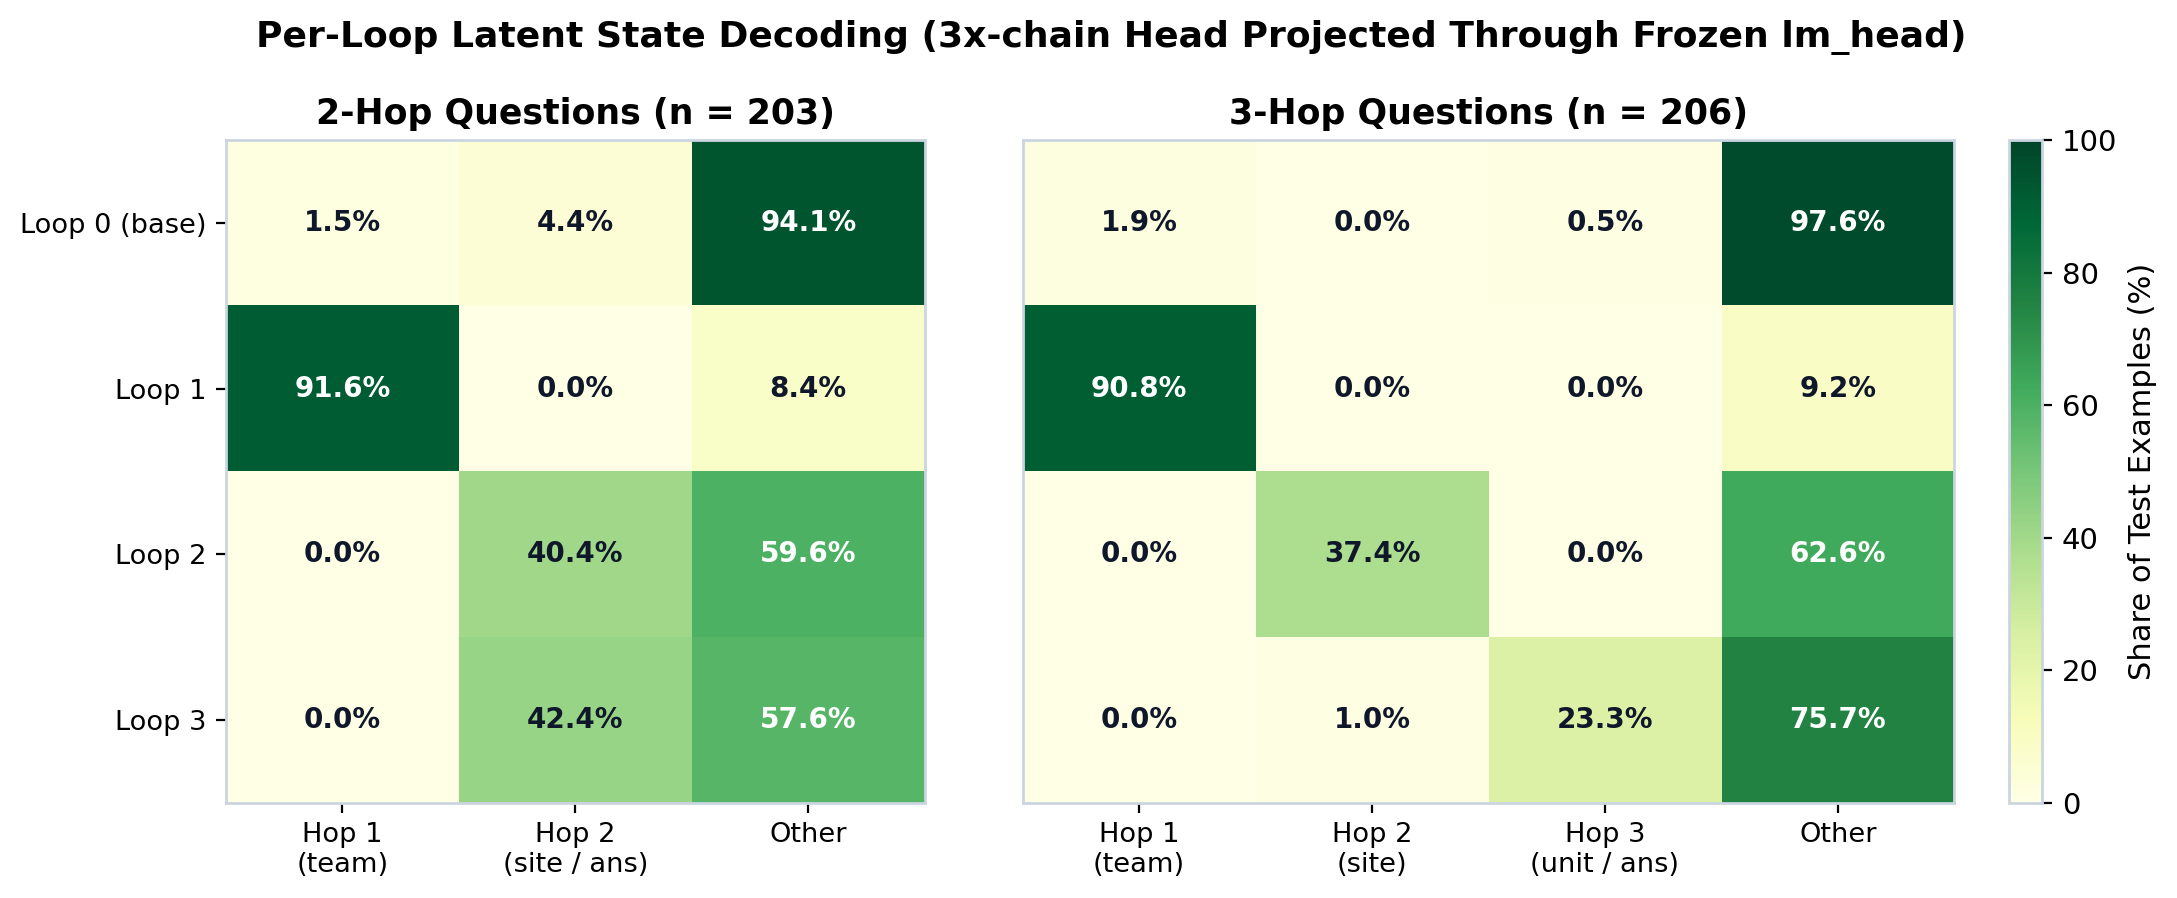 Per-Loop Latent State Decoding (3x-chain Head Projected Through Frozen lm_head)
2-Hop Questions (n = 203)
3-Hop Questions (n = 206)
Loop 0 (base)
1.5%
4.4%
94.1%
1.9%
0.0%
0.5%
97.6%
Loop 1
91.6%
0.0%
8.4%
90.8%
0.0%
0.0%
9.2%
Loop 2
0.0%
40.4%
59.6%
0.0%
37.4%
0.0%
62.6%
Loop 3
0.0%
42.4%
57.6%
0.0%
1.0%
23.3%
75.7%
Hop 1
(team)
Hop 2
(site / ans)
Other
Hop 1
(team)
Hop 2
(site)
Hop 3
(unit / ans)
Other
100
80
60
40
20
0
Share of Test Examples (%)